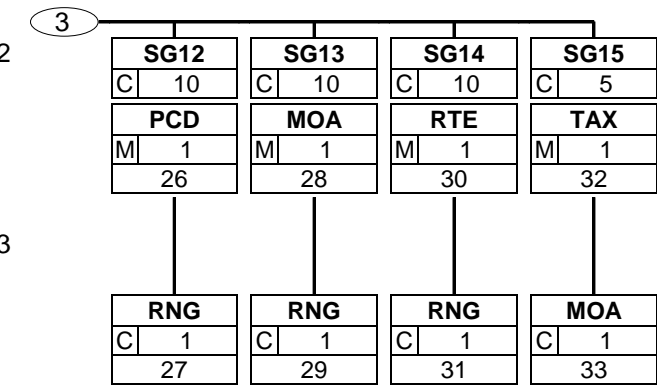 3
2
SG12 SG13 SG14 SG15
C 10 C 10 C 10 C 5
PCD MOA RTE TAX
M 1 M 1 M 1 M 1
26 28 30 32
3
RNG RNG RNG MOA
C 1 C 1 C 1 C 1
27 29 31 33